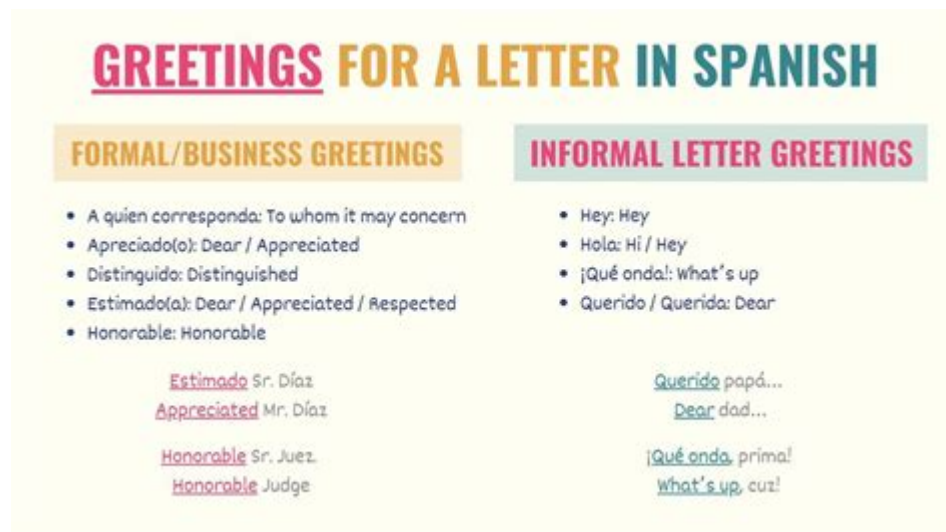 GREETINGS FOR A LETTER IN SPANISH
FORMAL/BUSINESS GREETINGS
A quien corresponda: To whom it may concern
Apreciado(o): Dear / Appreciated
Distinguido: Distinguished
Estimado(a): Dear / Appreciated / Respected
Honorable: Honorable
Estimado Sr. Díaz
Appreciated Mr. Díaz
Honorable Sr. Juez.
Honorable Judge
INFORMAL LETTER GREETINGS
Hey: Hey
Hola: Hi / Hey
¡Qué onda!: What's up
Querido / Querida: Dear
Querido papá...
Dear dad...
¡Qué onda, prima!
What's up, cuz!